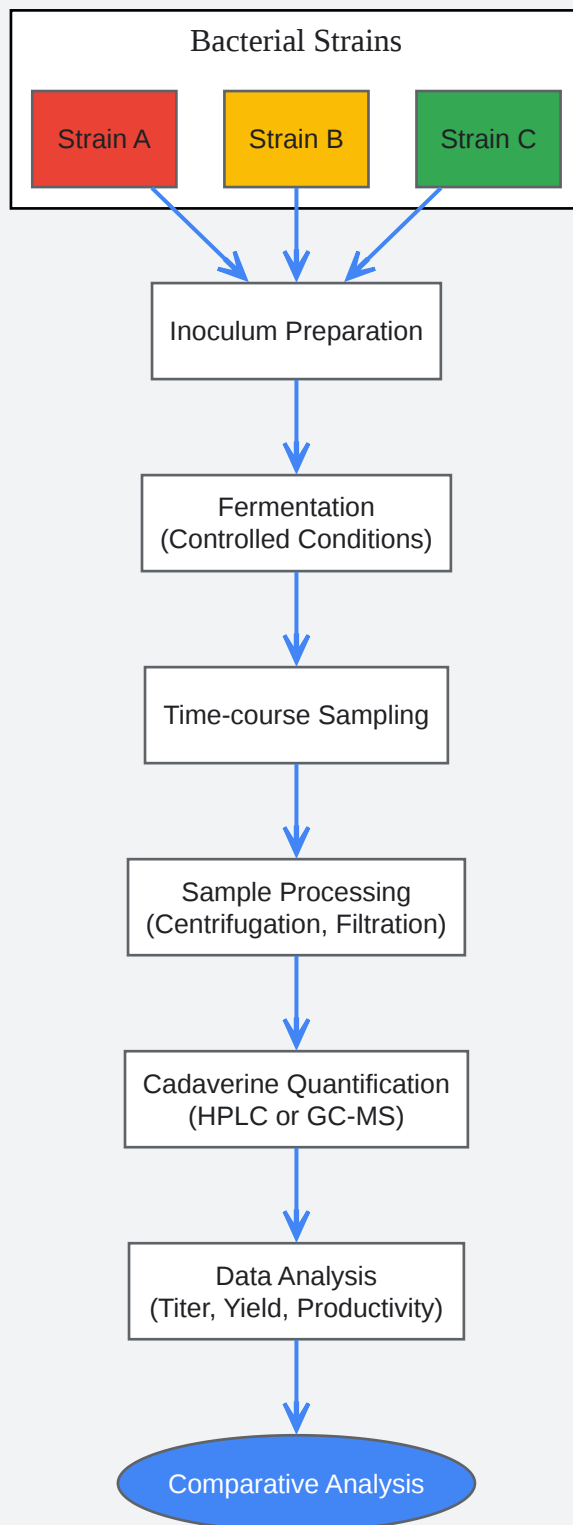 Bacterial Strains
Strain A
Strain B
Strain C
Inoculum Preparation
Fermentation
(Controlled Conditions)
Time-course Sampling
Sample Processing
(Centrifugation, Filtration)
Cadaverine Quantification
(HPLC or GC-MS)
Data Analysis
(Titer, Yield, Productivity)
Comparative Analysis